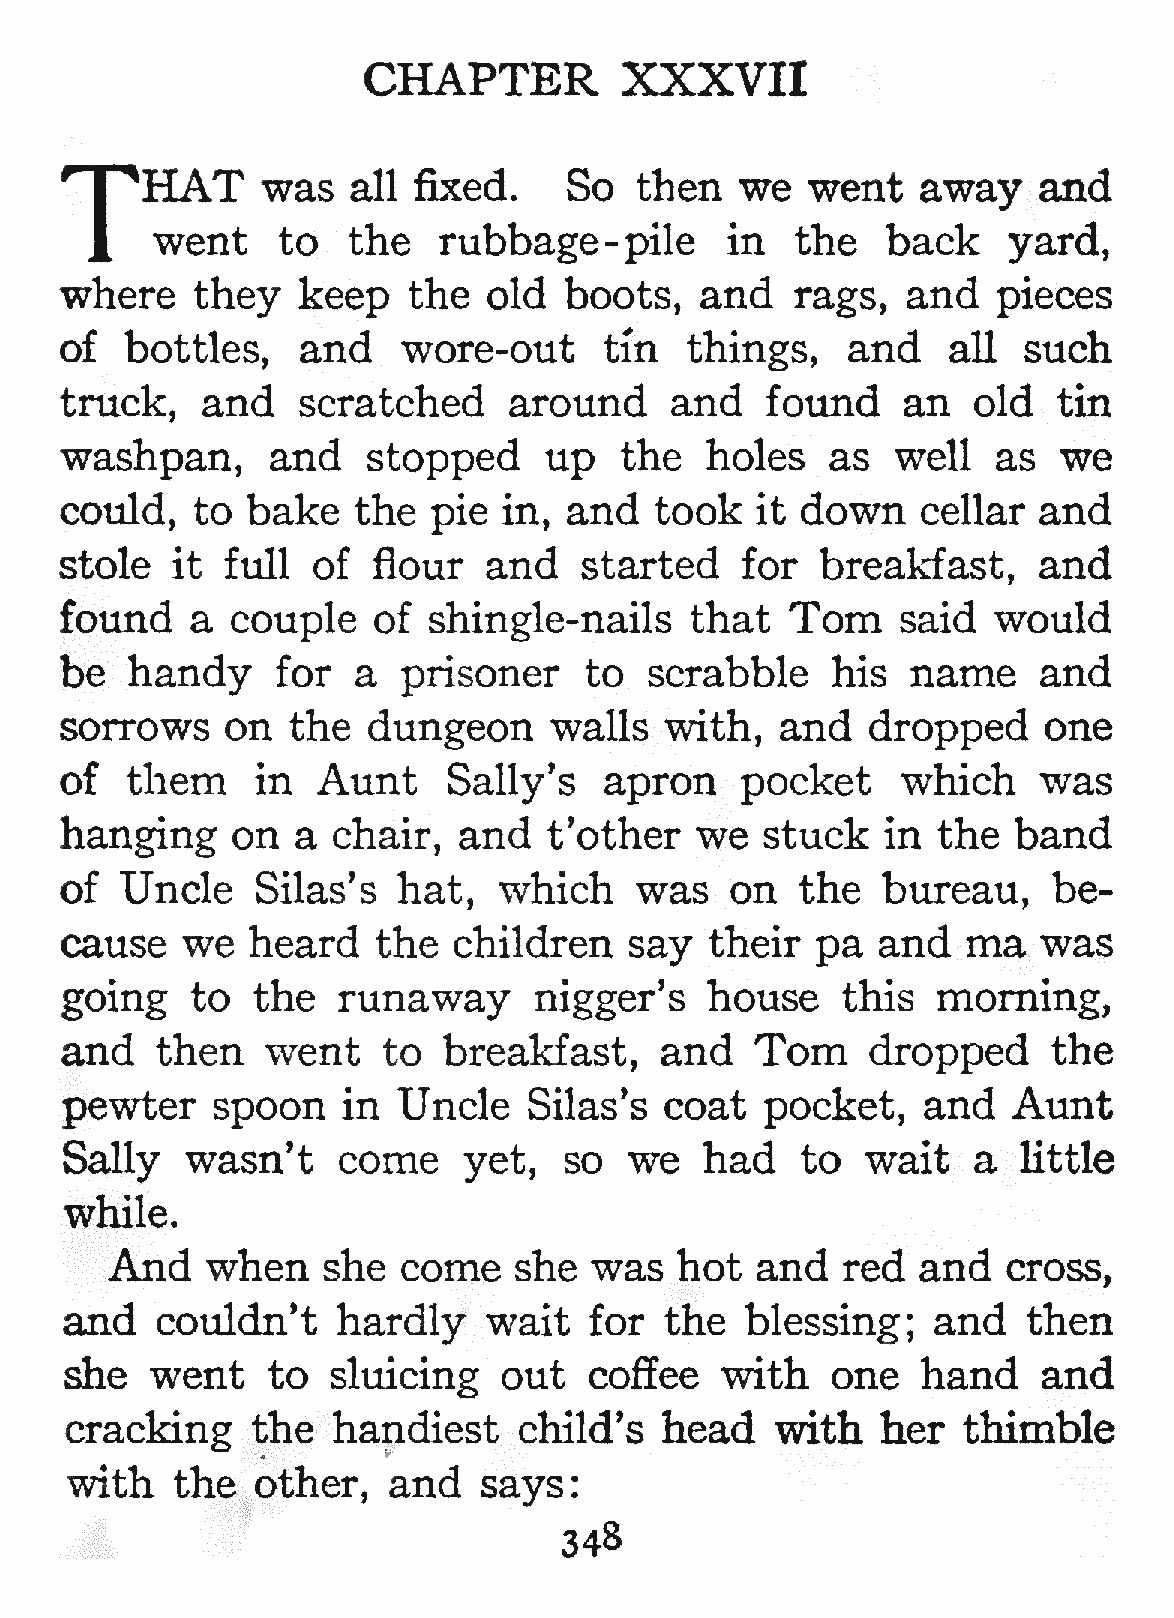 CHAPTER XXXVII
THAT was all fixed. So then we went away and
went to the rubbage-pile in the back yard,
where they keep the old boots, and rags, and pieces
of bottles, and wore-out tin things, and all such
truck, and scratched around and found an old tin
washpan, and stopped up the holes as well as we
could, to bake the pie in, and took it down cellar and
stole it full of flour and started for breakfast, and
found a couple of shingle-nails that Tom said would
be handy for a prisoner to scrabble his name and
sorrows on the dungeon walls with, and dropped one
of them in Aunt Sally's apron pocket which was
hanging on a chair, and t'other we stuck in the band
of Uncle Silas's hat, which was on the bureau, be-
cause we heard the children say their pa and ma was
going to the runaway nigger's house this morning,
and then went to breakfast, and Tom dropped the
pewter spoon in Uncle Silas's coat pocket, and Aunt
Sally wasn't come yet, so we had to wait a little
while.
And when she come she was hot and red and cross,
and couldn't hardly wait for the blessing; and then
she went to sluicing out coffee with one hand and
cracking the handiest child's head with her thimble
with the other, and says:
348